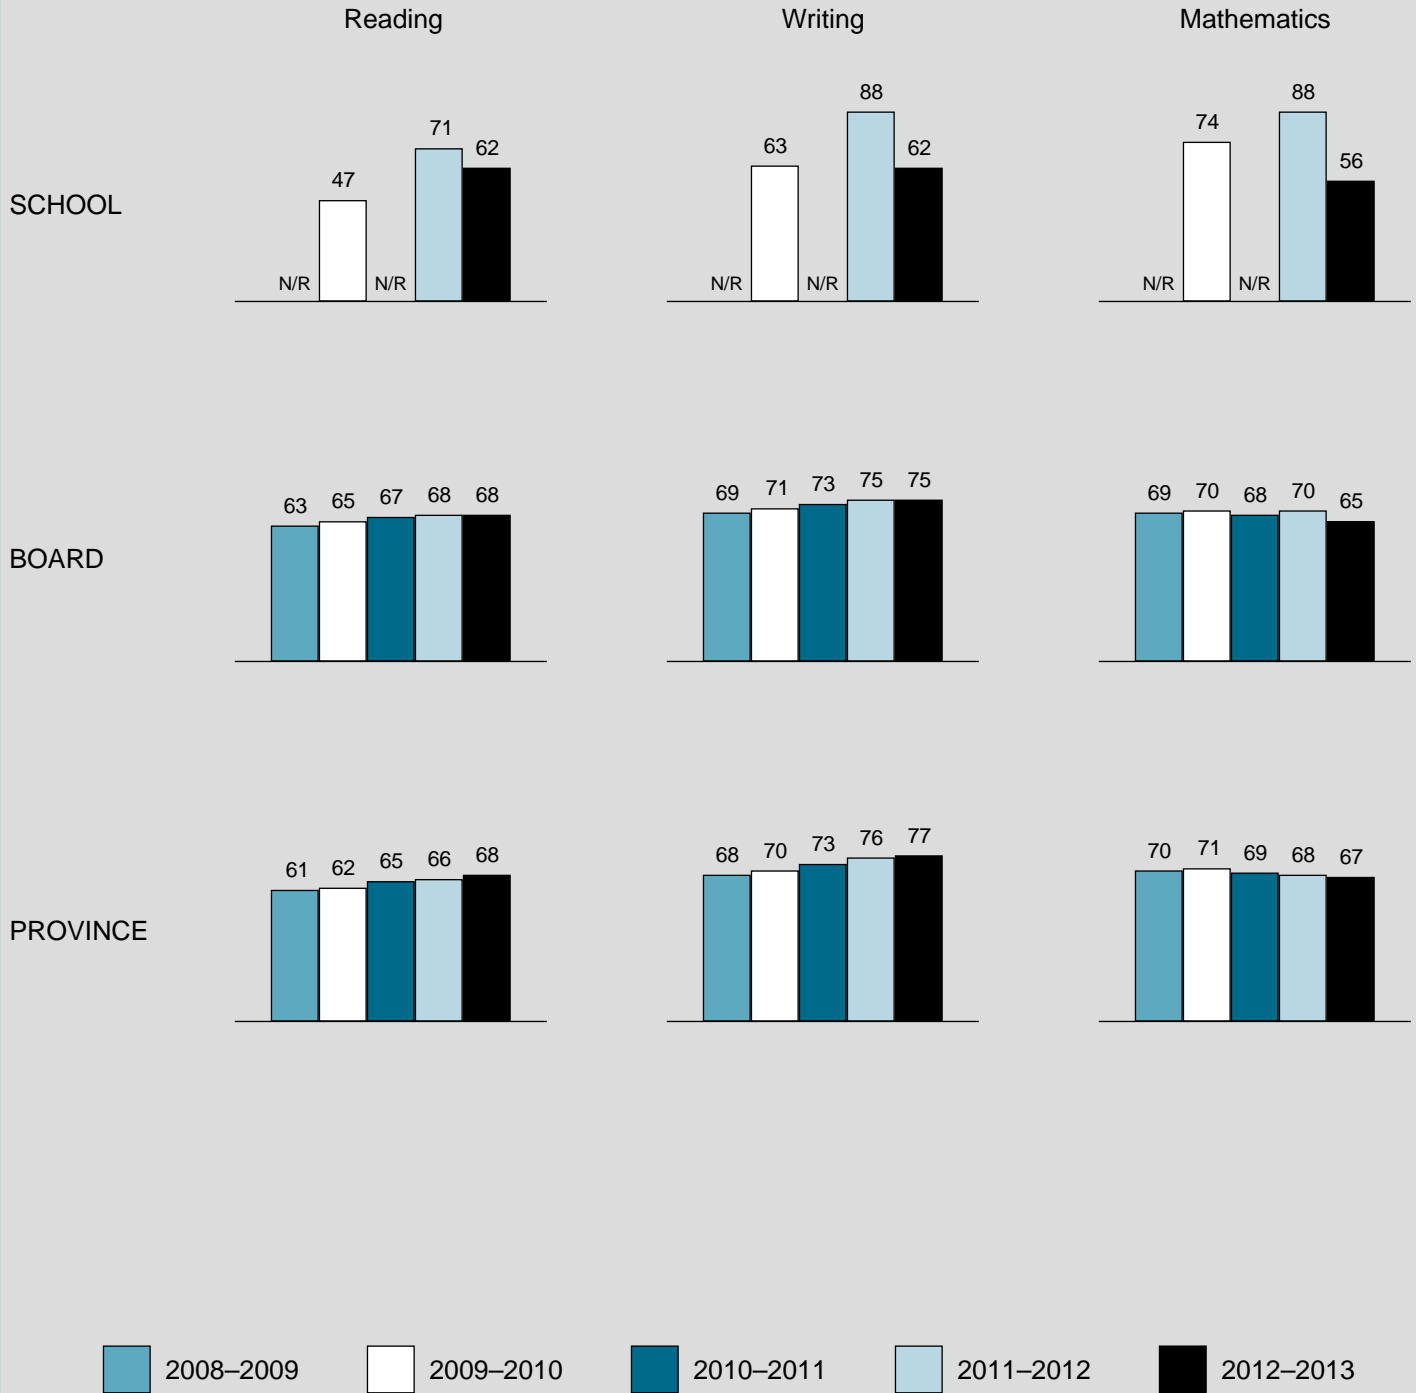 Reading Writing Mathematics
SCHOOL
N/R 47 N/R 71 62
N/R 63 N/R 88 62
N/R 74 N/R 88 56
BOARD
63 65 67 68 68
69 71 73 75 75
69 70 68 70 65
PROVINCE
61 62 65 66 68
68 70 73 76 77
70 71 69 68 67
2008–2009 2009–2010 2010–2011 2011–2012 2012–2013